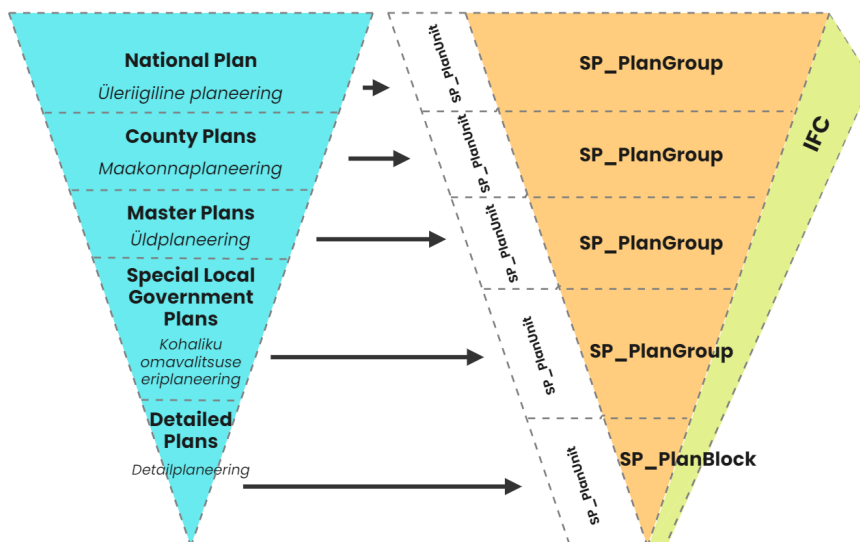 National Plan
Üleriigiline planeering
SP_PlanUnit
SP_PlanGroup
IFC
County Plans
Maakonnaplaneering
SP_PlanUnit
SP_PlanGroup
Master Plans
Üldplaneering
SP_PlanUnit
SP_PlanGroup
Special Local
Government
Plans
Kohaliku
omavalitsuse
eriplaneering
SP_PlanUnit
SP_PlanGroup
Detailed
Plans
Detailplaneering
SP_PlanUnit
SP_PlanBlock